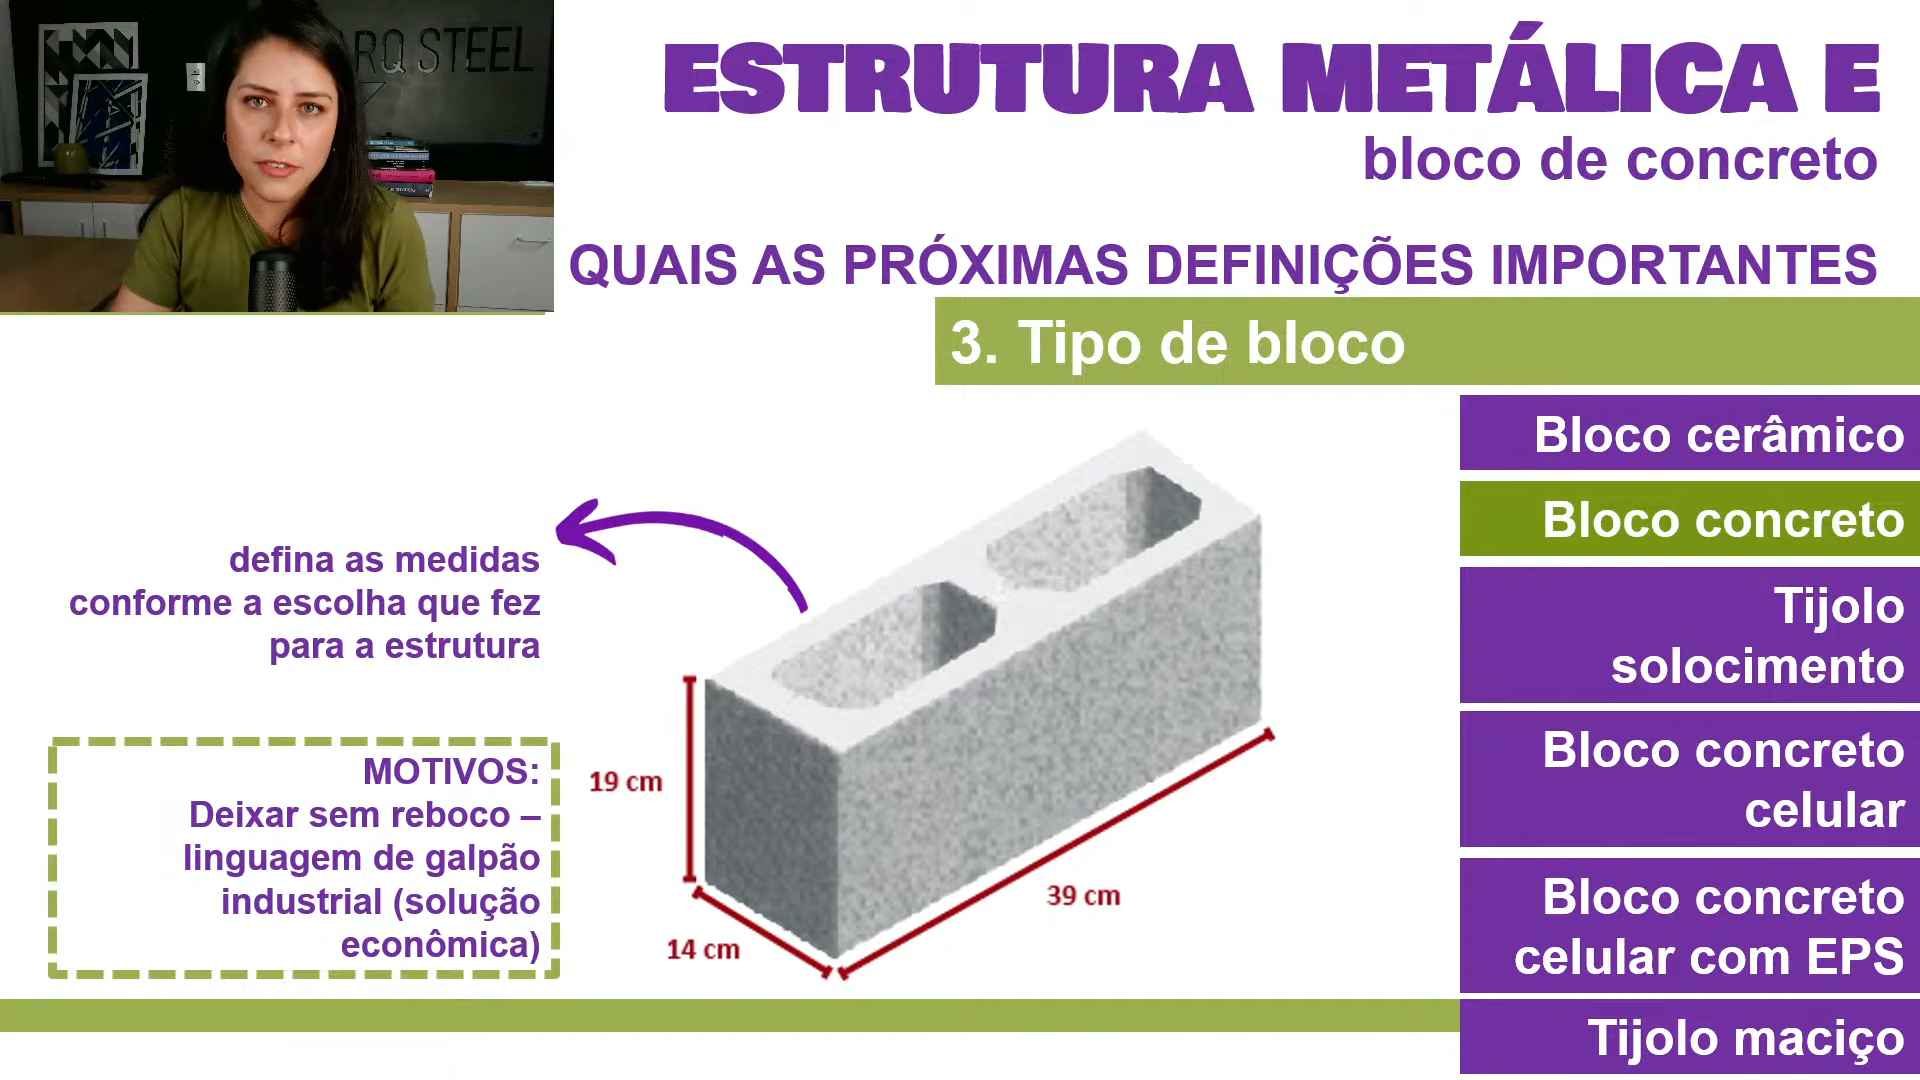 ARQ STEEL
ESTRUTURA METÁLICA E
bloco de concreto
QUAIS AS PRÓXIMAS DEFINIÇÕES IMPORTANTES
3. Tipo de bloco
defina as medidas
conforme a escolha que fez
para a estrutura
MOTIVOS:
Deixar sem reboco –
linguagem de galpão
industrial (solução
econômica)
19 cm
14 cm
39 cm
Bloco cerâmico
Bloco concreto
Tijolo
solocimento
Bloco concreto
celular
Bloco concreto
celular com EPS
Tijolo maciço